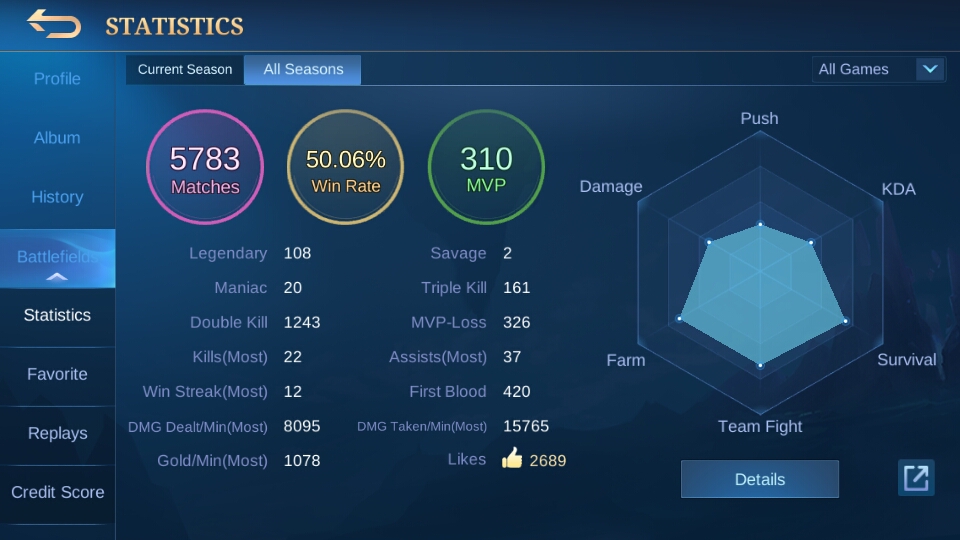 STATISTICS
Profile
Album
History
Battlefields
Statistics
Favorite
Replays
Credit Score
Current Season
All Seasons
All Games
5783
Matches
50.06%
Win Rate
310
MVP
Legendary 108
Savage 2
Maniac 20
Triple Kill 161
Double Kill 1243
MVP-Loss 326
Kills(Most) 22
Assists(Most) 37
Win Streak(Most) 12
First Blood 420
DMG Dealt/Min(Most) 8095
DMG Taken/Min(Most) 15765
Gold/Min(Most) 1078
Likes 2689
Push
Damage
KDA
Farm
Survival
Team Fight
Details